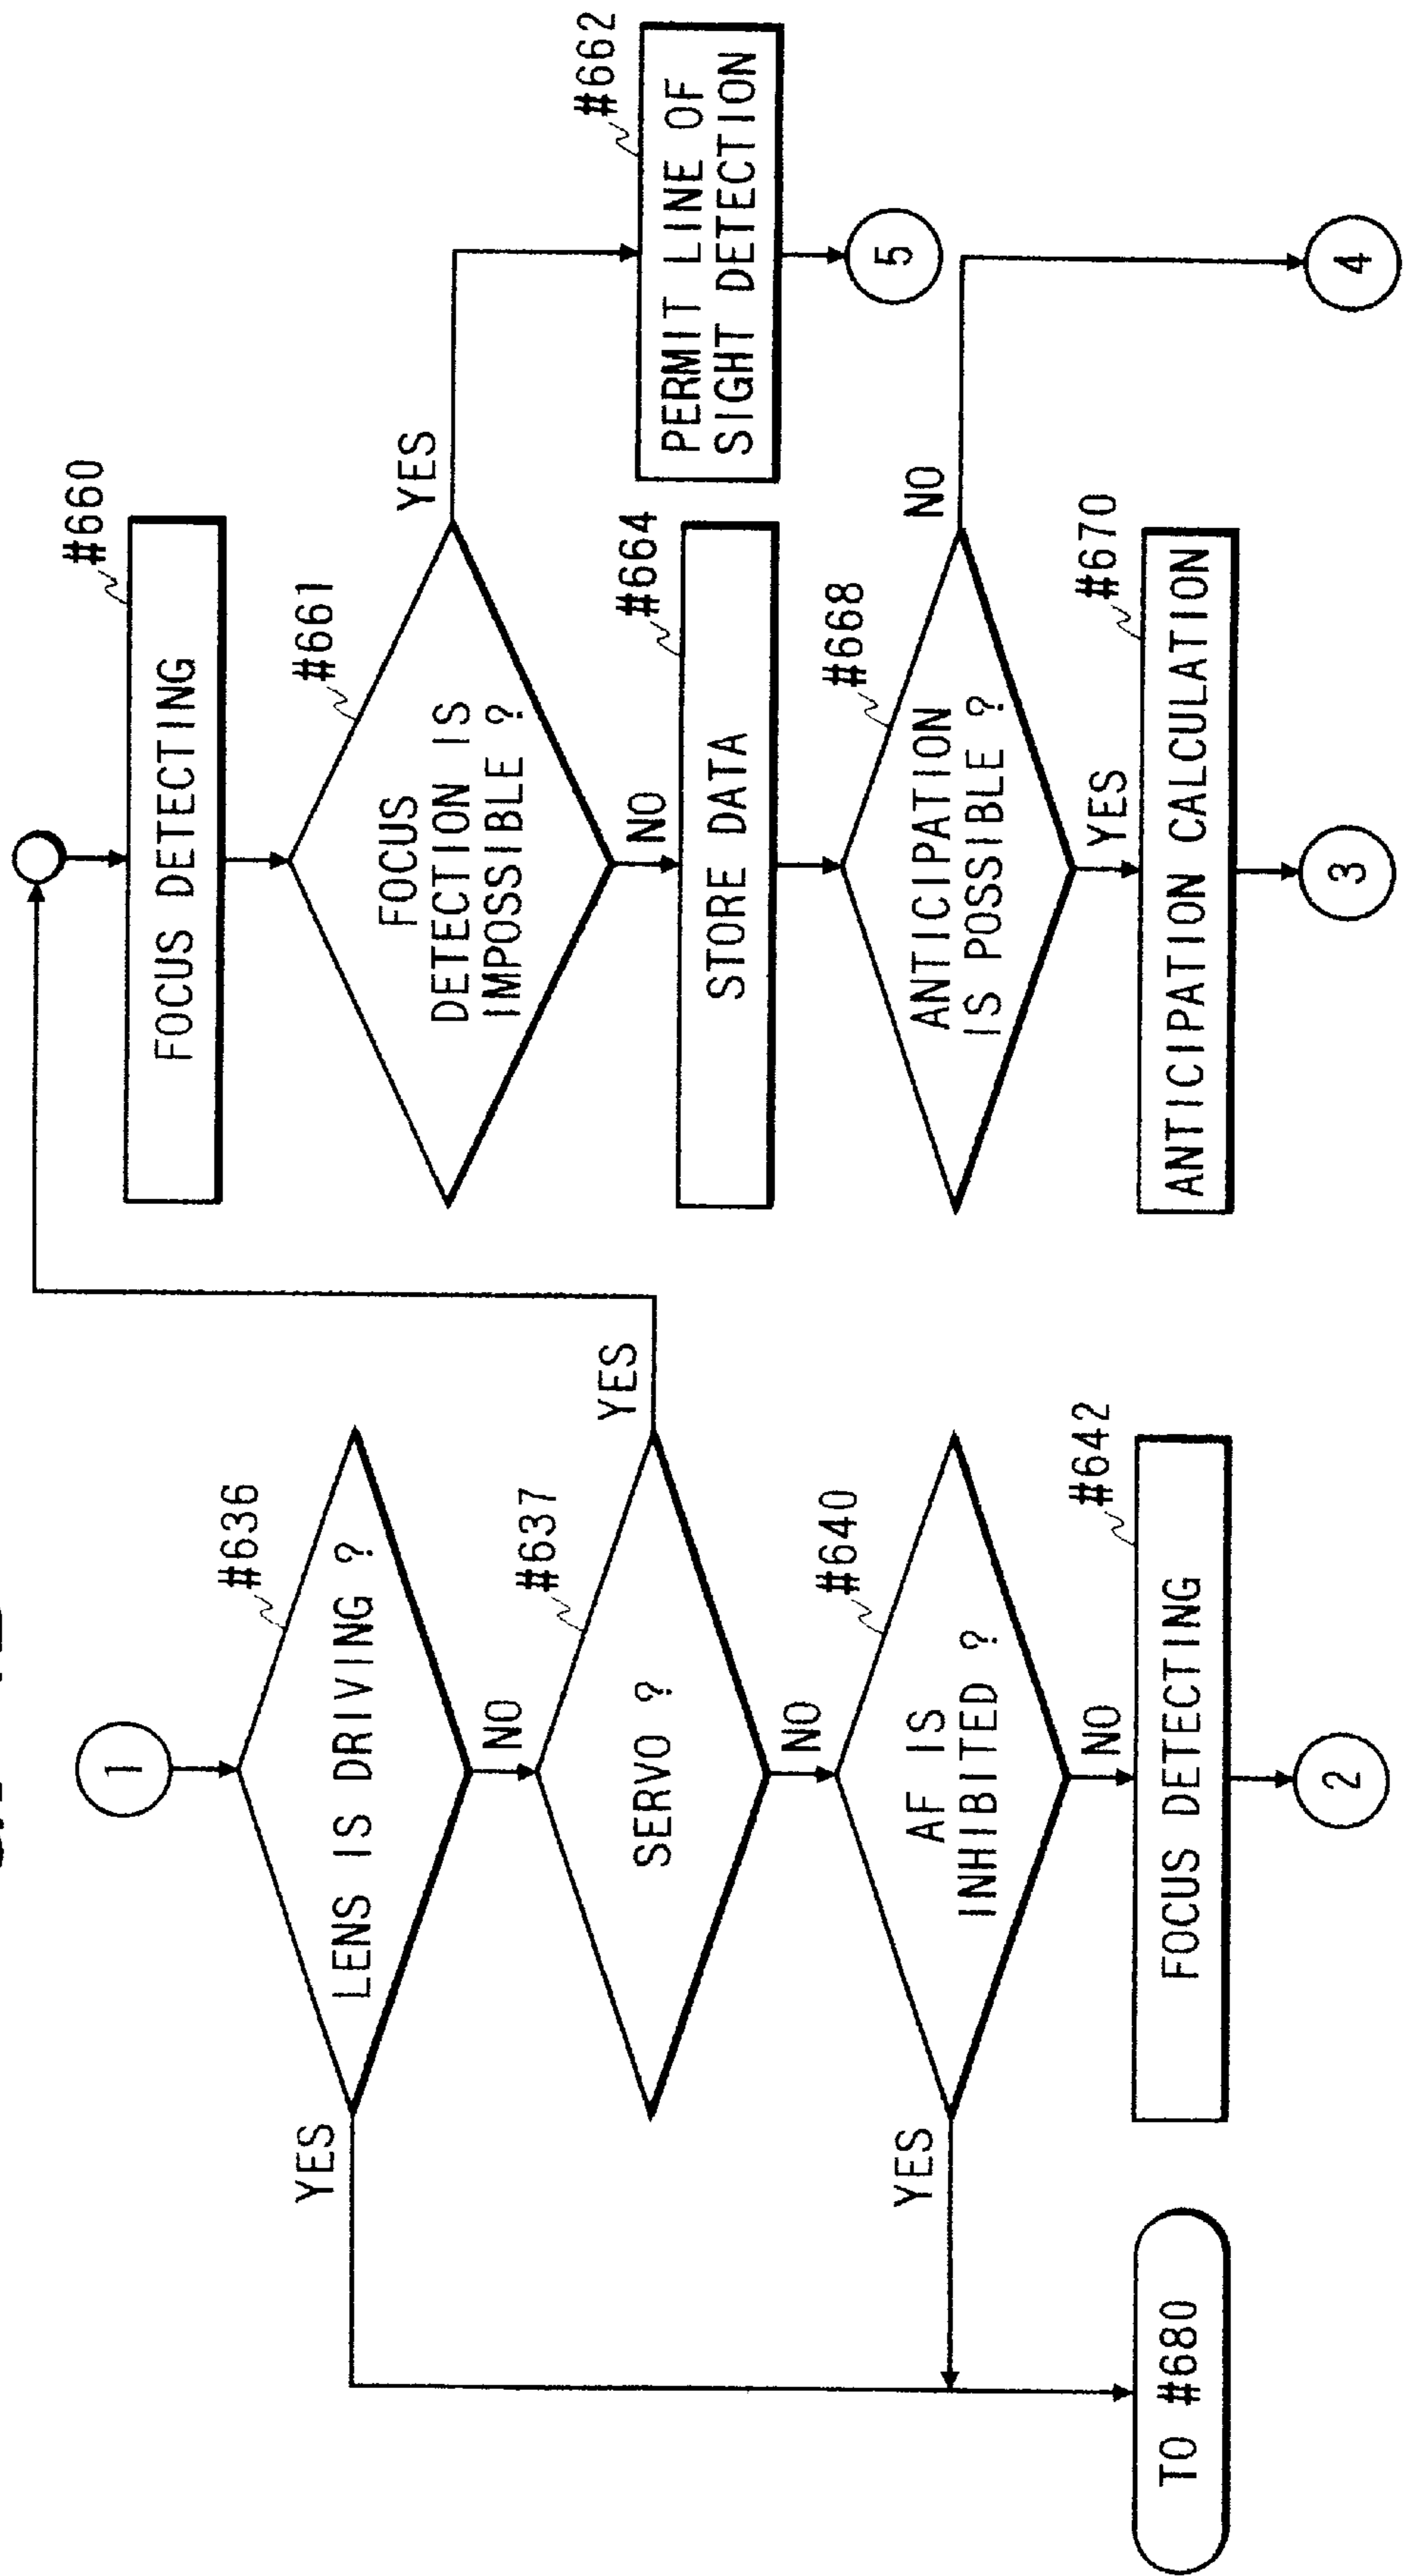 1
#636
LENS IS DRIVING ?
YES
NO
#637
SERVO ?
YES
NO
#640
AF IS
INHIBITED ?
YES
NO
#642
FOCUS DETECTING
2
TO #680
#660
FOCUS DETECTING
#661
FOCUS
DETECTION IS
IMPOSSIBLE ?
YES
NO
#662
PERMIT LINE OF
SIGHT DETECTION
5
#664
STORE DATA
#668
ANTICIPATION
IS POSSIBLE ?
NO
YES
#670
ANTICIPATION CALCULATION
3
4